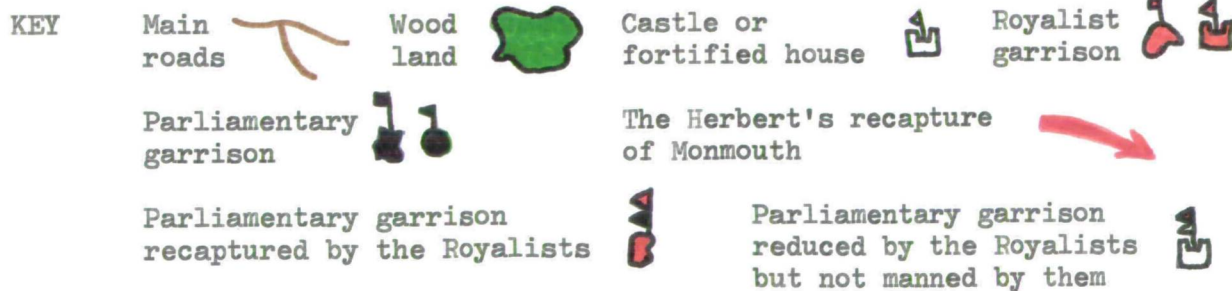 KEY
Main roads
Wood land
Castle or fortified house
Royalist garrison
Parliamentary garrison
The Herbert's recapture of Monmouth
Parliamentary garrison recaptured by the Royalists
Parliamentary garrison reduced by the Royalists but not manned by them